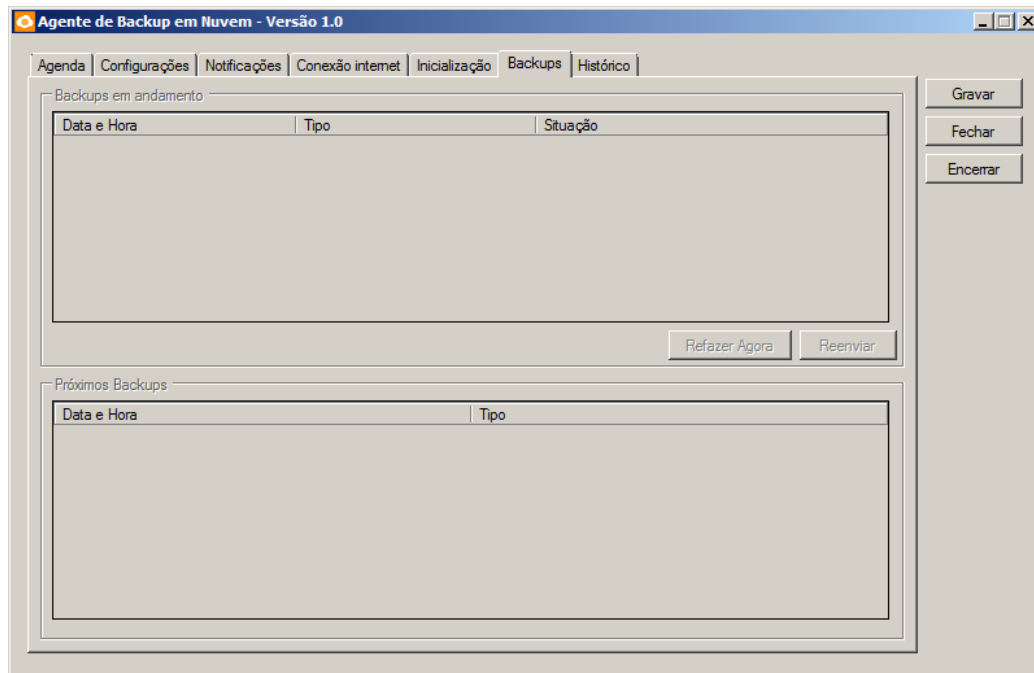 Agente de Backup em Nuvem - Versão 1.0
Agenda Configurações Notificações Conexão internet Inicialização Backups Histórico
Backups em andamento
Data e Hora Tipo Situação
Refazer Agora Reenviar
Próximos Backups
Data e Hora Tipo
Gravar
Fechar
Encerrar